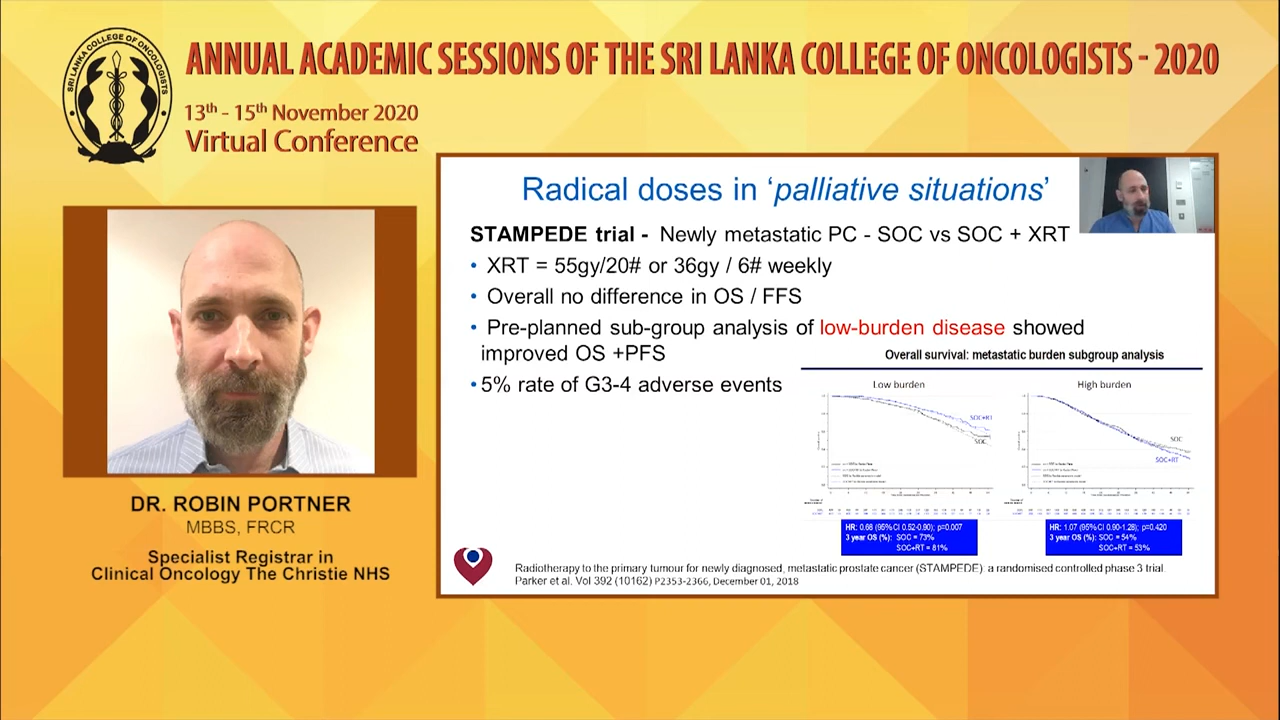 SRI LANKA COLLEGE OF ONCOLOGISTS
ANNUAL ACADEMIC SESSIONS OF THE SRI LANKA COLLEGE OF ONCOLOGISTS - 2020
13th - 15th November 2020
Virtual Conference
Radical doses in ‘palliative situations’
STAMPEDE trial - Newly metastatic PC - SOC vs SOC + XRT
• XRT = 55gy/20# or 36gy / 6# weekly
• Overall no difference in OS / FFS
• Pre-planned sub-group analysis of low-burden disease showed
improved OS +PFS
• 5% rate of G3-4 adverse events
Overall survival: metastatic burden subgroup analysis
Low burden
SOC+RT
SOC
HR: 0.68 (95%CI 0.52-0.90); p=0.007
3 year OS (%): SOC = 73%
SOC+RT = 81%
High burden
SOC
SOC+RT
HR: 1.07 (95%CI 0.90-1.28); p=0.420
3 year OS (%): SOC = 54%
SOC+RT = 53%
Radiotherapy to the primary tumour for newly diagnosed, metastatic prostate cancer (STAMPEDE) a randomised controlled phase 3 trial
Parker et al. Vol 392 (10162) P2353-2366, December 01, 2018
DR. ROBIN PORTNER
MBBS, FRCR
Specialist Registrar in
Clinical Oncology The Christie NHS